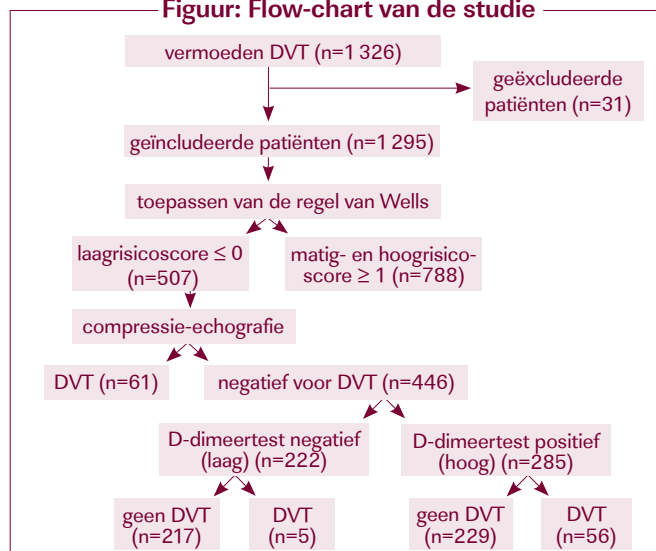 Figuur: Flow-chart van de studie
vermoeden DVT (n=1 326)
geëxcludeerde
patiënten (n=31)
geïncludeerde patiënten (n=1 295)
toepassen van de regel van Wells
laagrisicoscore ≤ 0
(n=507)
matig- en hoogrisico-
score ≥ 1 (n=788)
compressie-echografie
DVT (n=61)
negatief voor DVT (n=446)
D-dimeertest negatief
(laag) (n=222)
D-dimeertest positief
(hoog) (n=285)
geen DVT
(n=217)
DVT
(n=5)
geen DVT
(n=229)
DVT
(n=56)